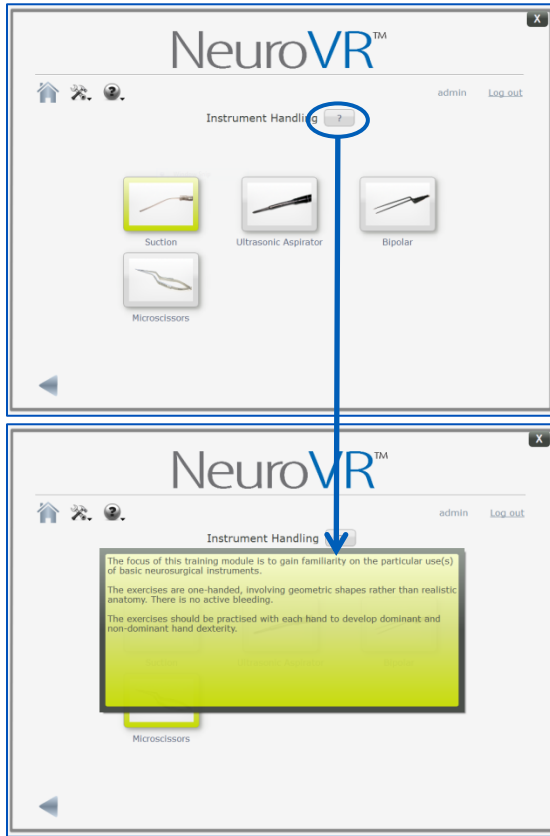 X
NeuroVR™
?
admin Log out
Instrument Handling ?
Suction Ultrasonic Aspirator Bipolar
Microscissors
X
NeuroVR™
?
admin Log out
Instrument Handling
The focus of this training module is to gain familiarity on the particular use(s)
of basic neurosurgical instruments.
The exercises are one-handed, involving geometric shapes rather than realistic
anatomy. There is no active bleeding.
The exercises should be practised with each hand to develop dominant and
non-dominant hand dexterity.
Microscissors